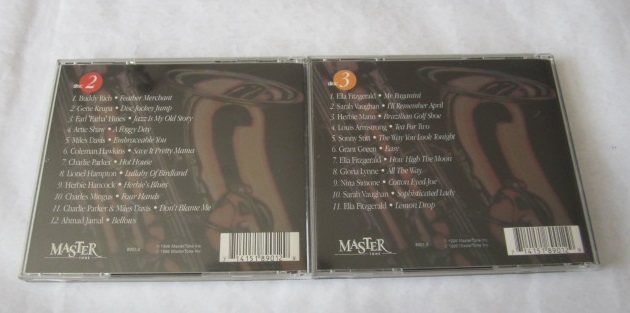 disc 2
1. Buddy Rich • Feather Merchant
2. Gene Krupa • Disc Jockey Jump
3. Earl 'Fatha' Hines • Jazz Is My Old Story
4. Artie Shaw • A Foggy Day
5. Miles Davis • Embraceable You
6. Coleman Hawkins • Save It Pretty Mama
7. Charlie Parker • Hot House
8. Lionel Hampton • Lullaby Of Birdland
9. Herbie Hancock • Herbie's Blues
10. Charles Mingus • Four Hands
11. Charlie Parker & Miles Davis • Don't Blame Me
12. Ahmad Jamal •
MASTER
TONE
disc 3
1. Ella Fitzgerald • Mr. Paganini
2. Sarah Vaughan • I'll Remember April
3. Herbie Mann • Brazilian Golf Shoe
4. Louis Armstrong • Tea For Two
5. Sonny Stitt • The Way You Look Tonight
6. Grant Green • Easy
7. Ella Fitzgerald • How High The Moon
8. Gloria Lynne • All The Way
9. Nina Simone • Cotton Eyed Joe
10. Sarah Vaughan • Sophisticated Lady
11. Ella Fitzgerald • Lemon Drop
MASTER
TONE